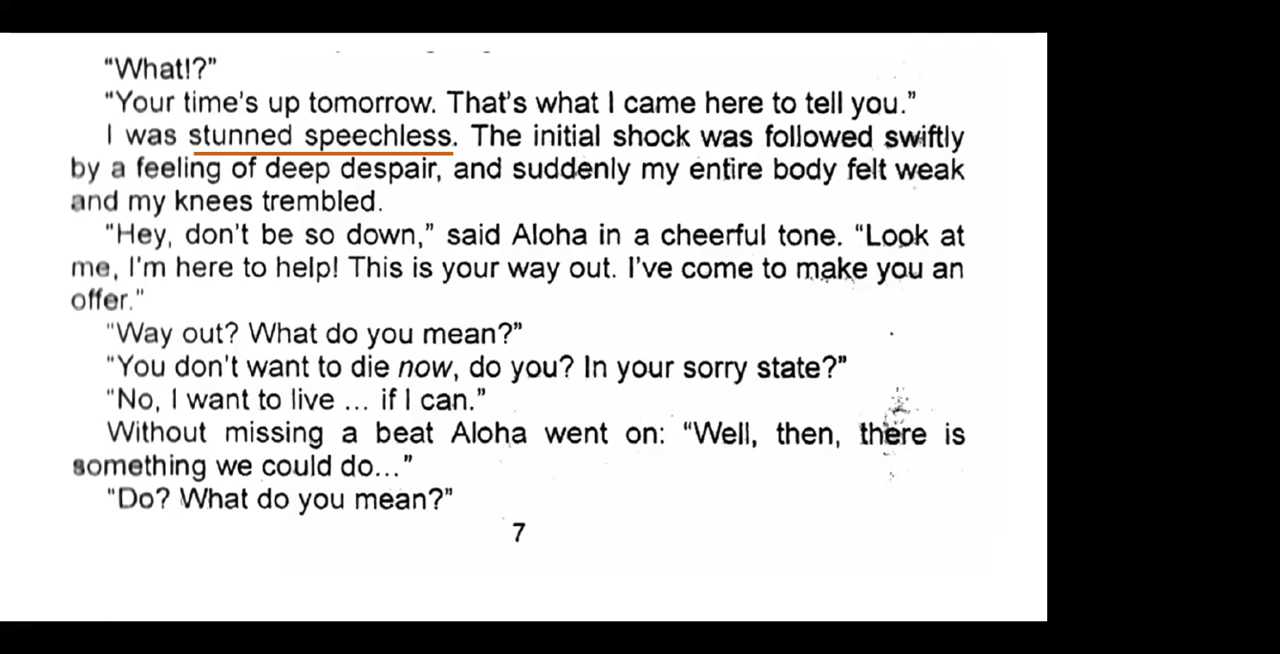 “What!?”
“Your time's up tomorrow. That's what I came here to tell you.”
I was stunned speechless. The initial shock was followed swiftly
by a feeling of deep despair, and suddenly my entire body felt weak
and my knees trembled.
“Hey, don't be so down,” said Aloha in a cheerful tone. “Look at
me, I'm here to help! This is your way out. I've come to make you an
offer.”
“Way out? What do you mean?”
“You don't want to die now, do you? In your sorry state?”
“No, I want to live ... if I can.”
Without missing a beat Aloha went on: “Well, then, there is
something we could do...”
“Do? What do you mean?”
7